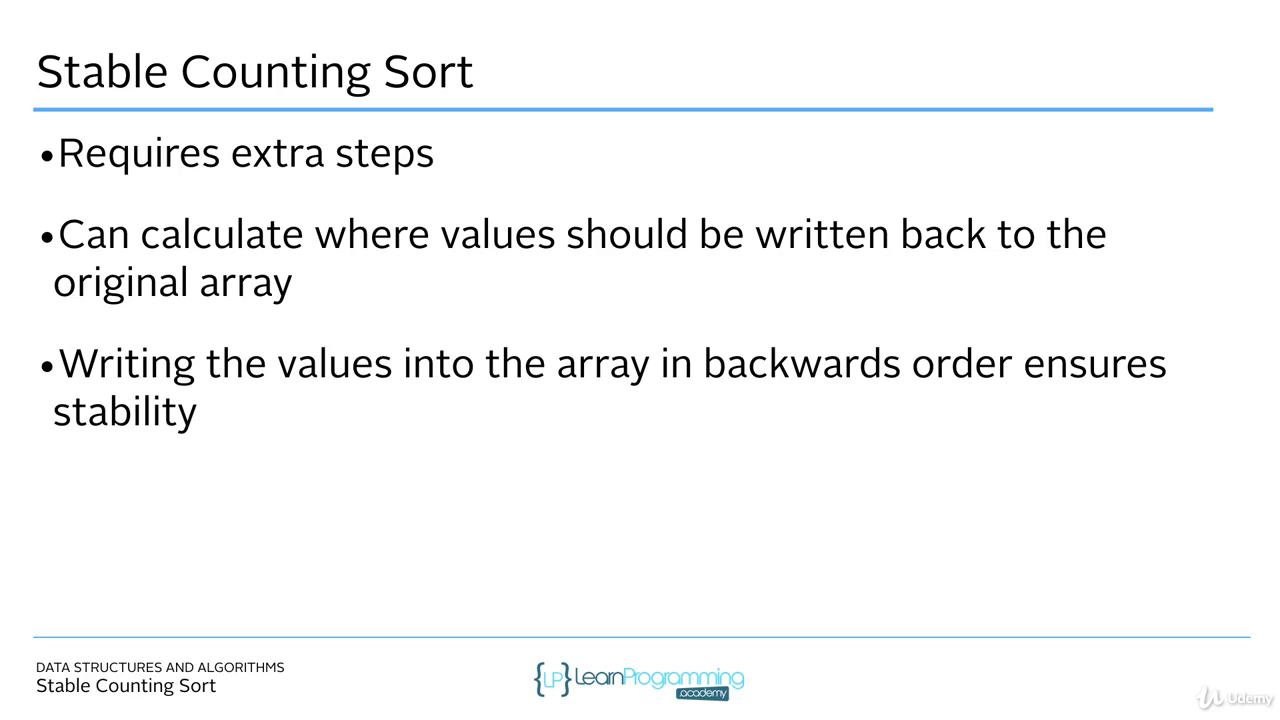 Stable Counting Sort
•Requires extra steps
•Can calculate where values should be written back to the
original array
•Writing the values into the array in backwards order ensures
stability
DATA STRUCTURES AND ALGORITHMS
Stable Counting Sort
{LP} LearnProgramming
.academy
Udemy